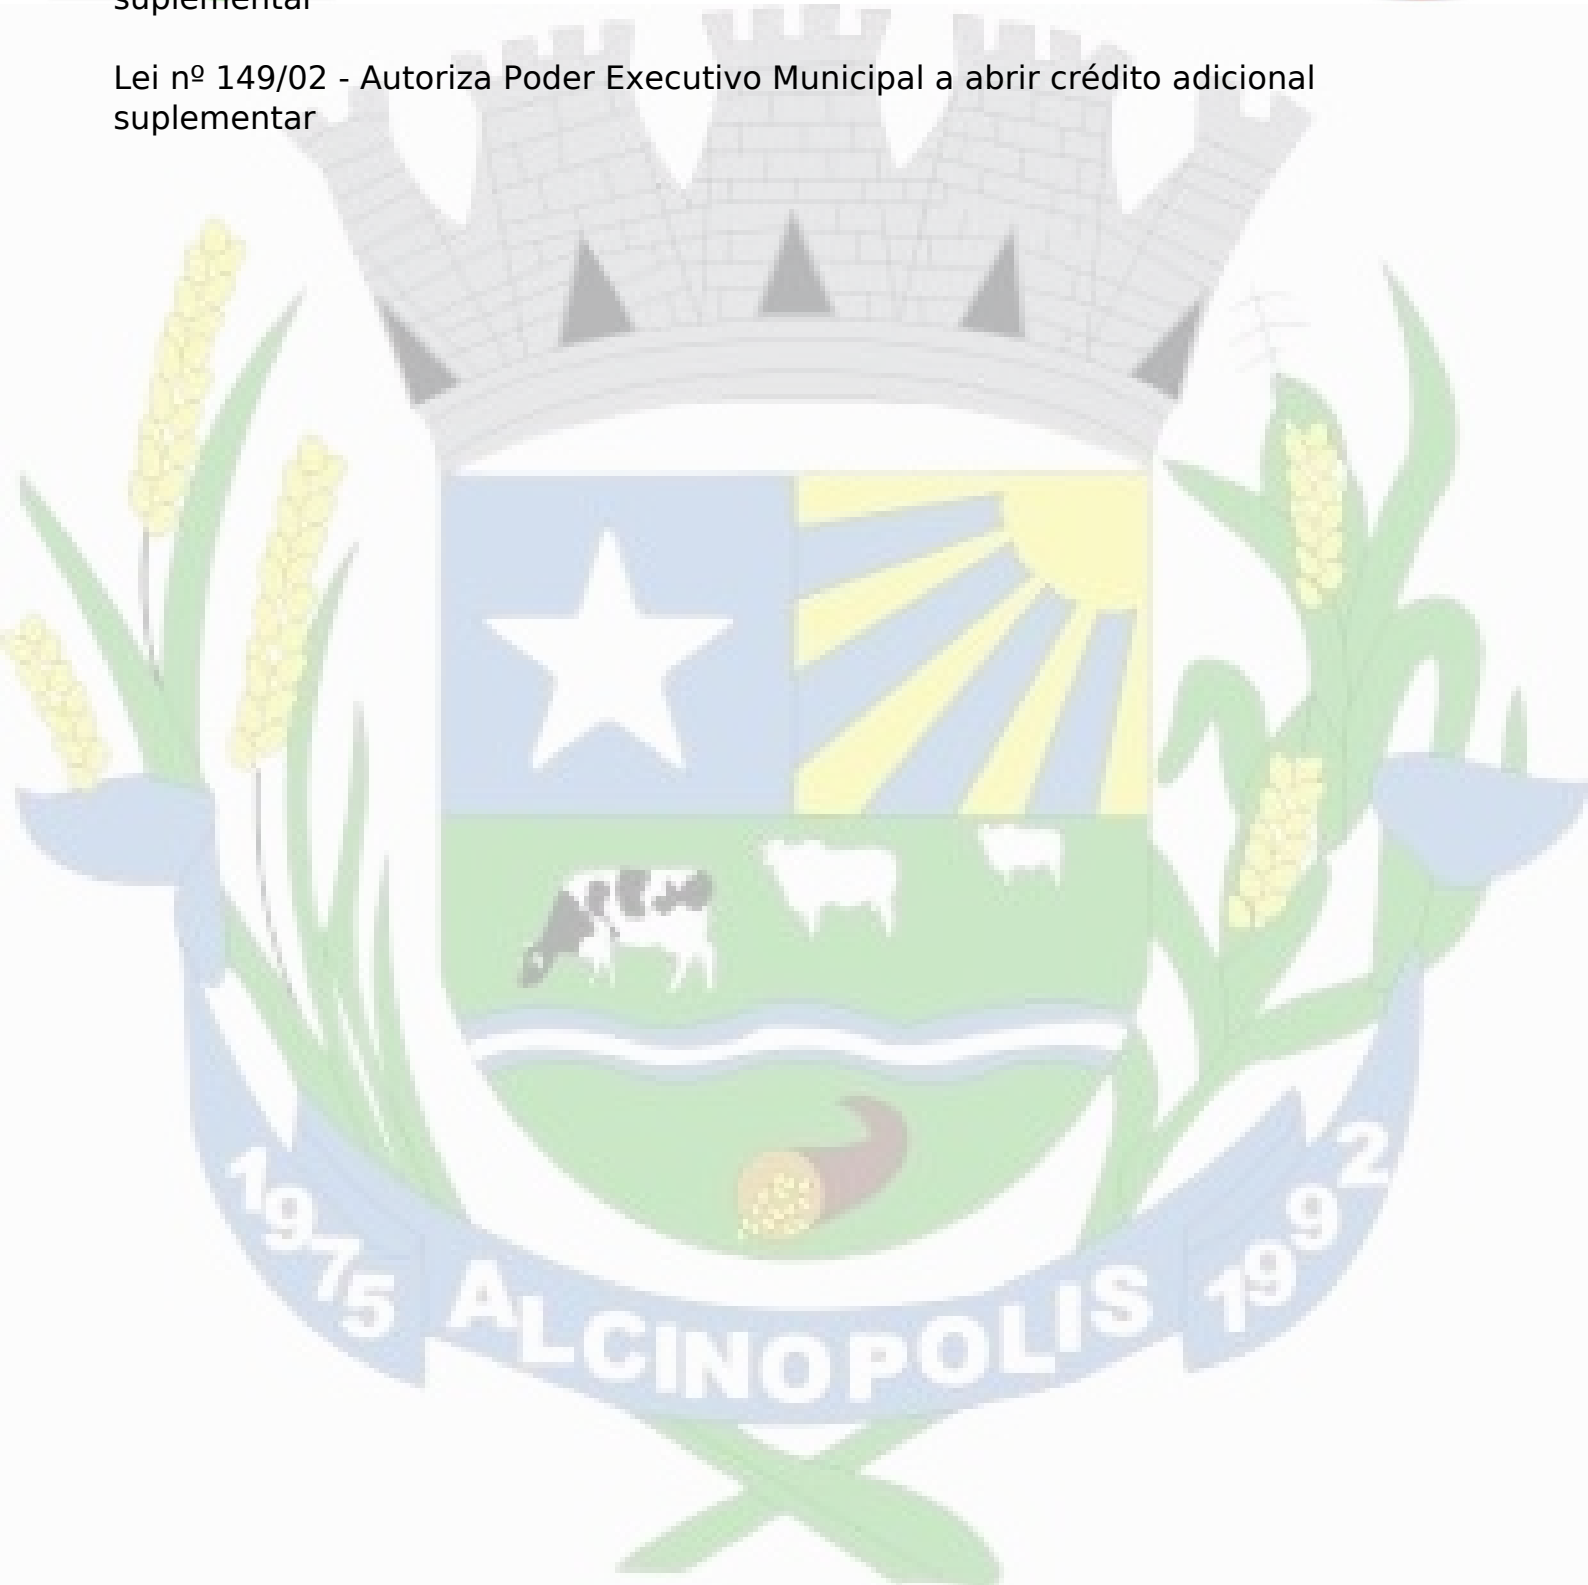 suplementar
Lei nº 149/02 - Autoriza Poder Executivo Municipal a abrir crédito adicional
suplementar
1975 ALCINOPOLIS 1992